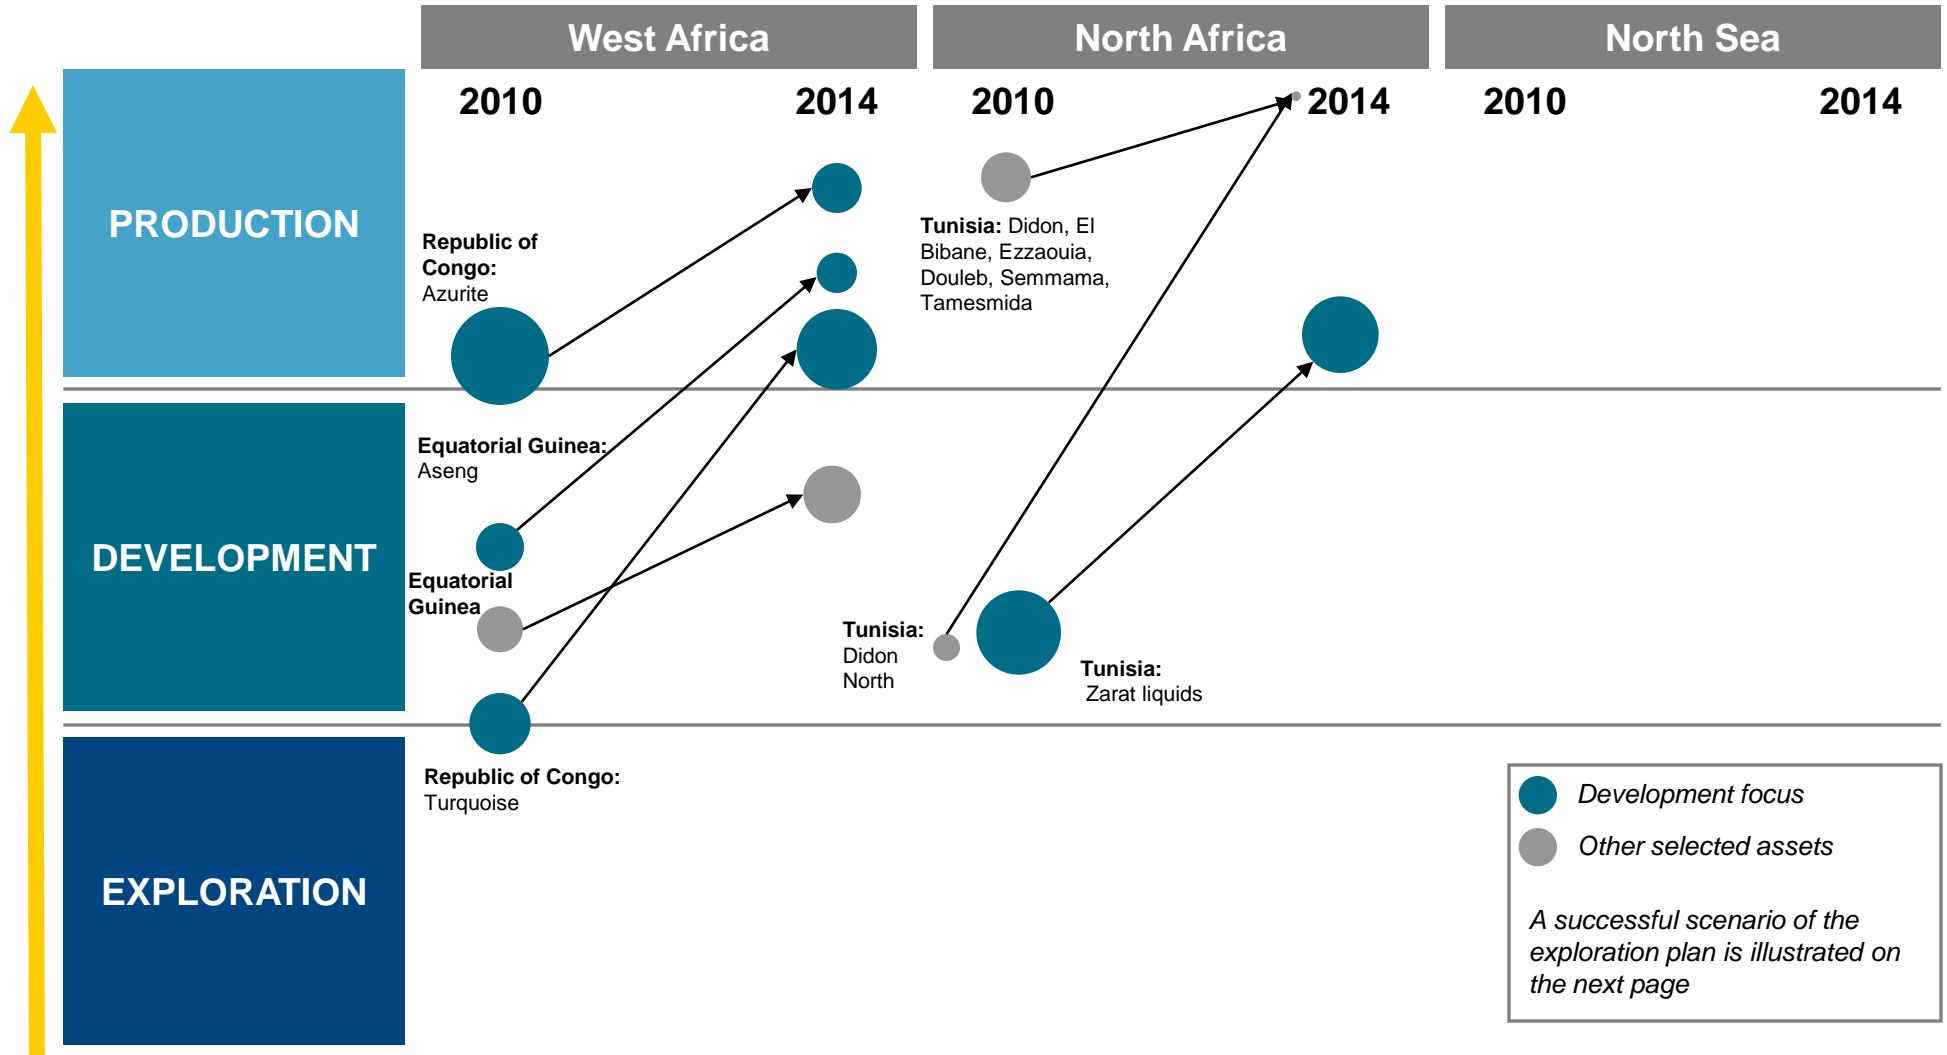 West Africa
North Africa
North Sea
2010
2014
2010
2014
2010
2014
PRODUCTION
Republic of
Congo:
Azurite
Tunisia: Didon, El
Bibane, Ezzaouia,
Douleb, Semmama,
Tamesmida
DEVELOPMENT
Equatorial Guinea:
Aseng
Equatorial
Guinea
Tunisia:
Didon
North
Tunisia:
Zarat liquids
EXPLORATION
Republic of Congo:
Turquoise
Development focus
Other selected assets
A successful scenario of the
exploration plan is illustrated on
the next page